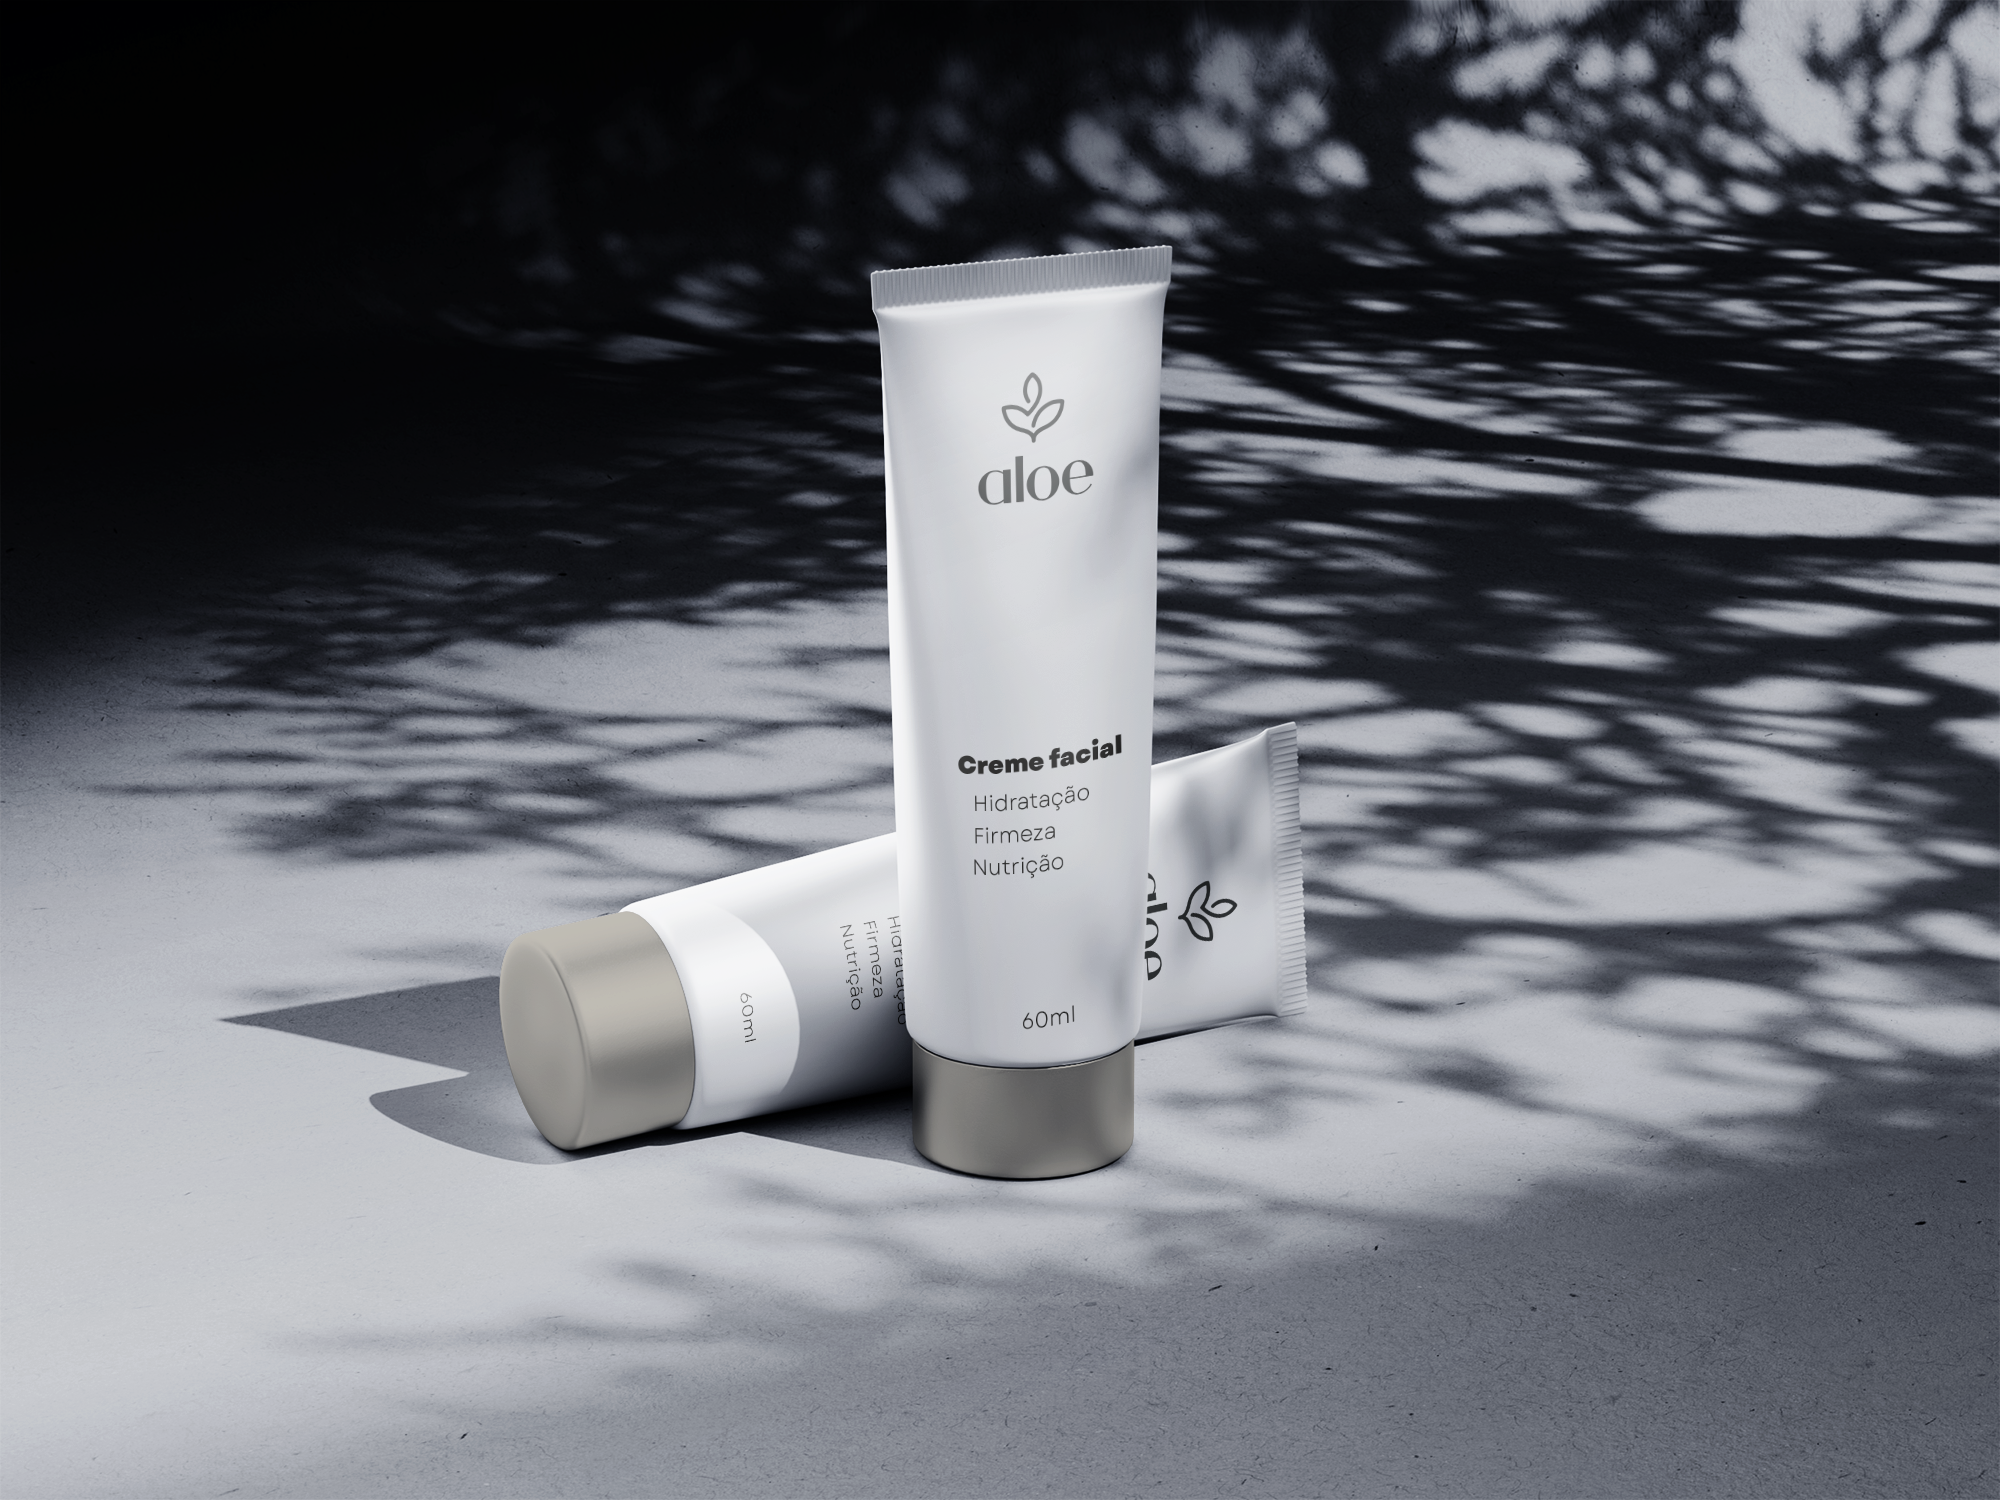 aloe
Creme facial
Hidratação
Firmeza
Nutrição
60ml
aloe
Hidratação
Firmeza
Nutrição
60ml